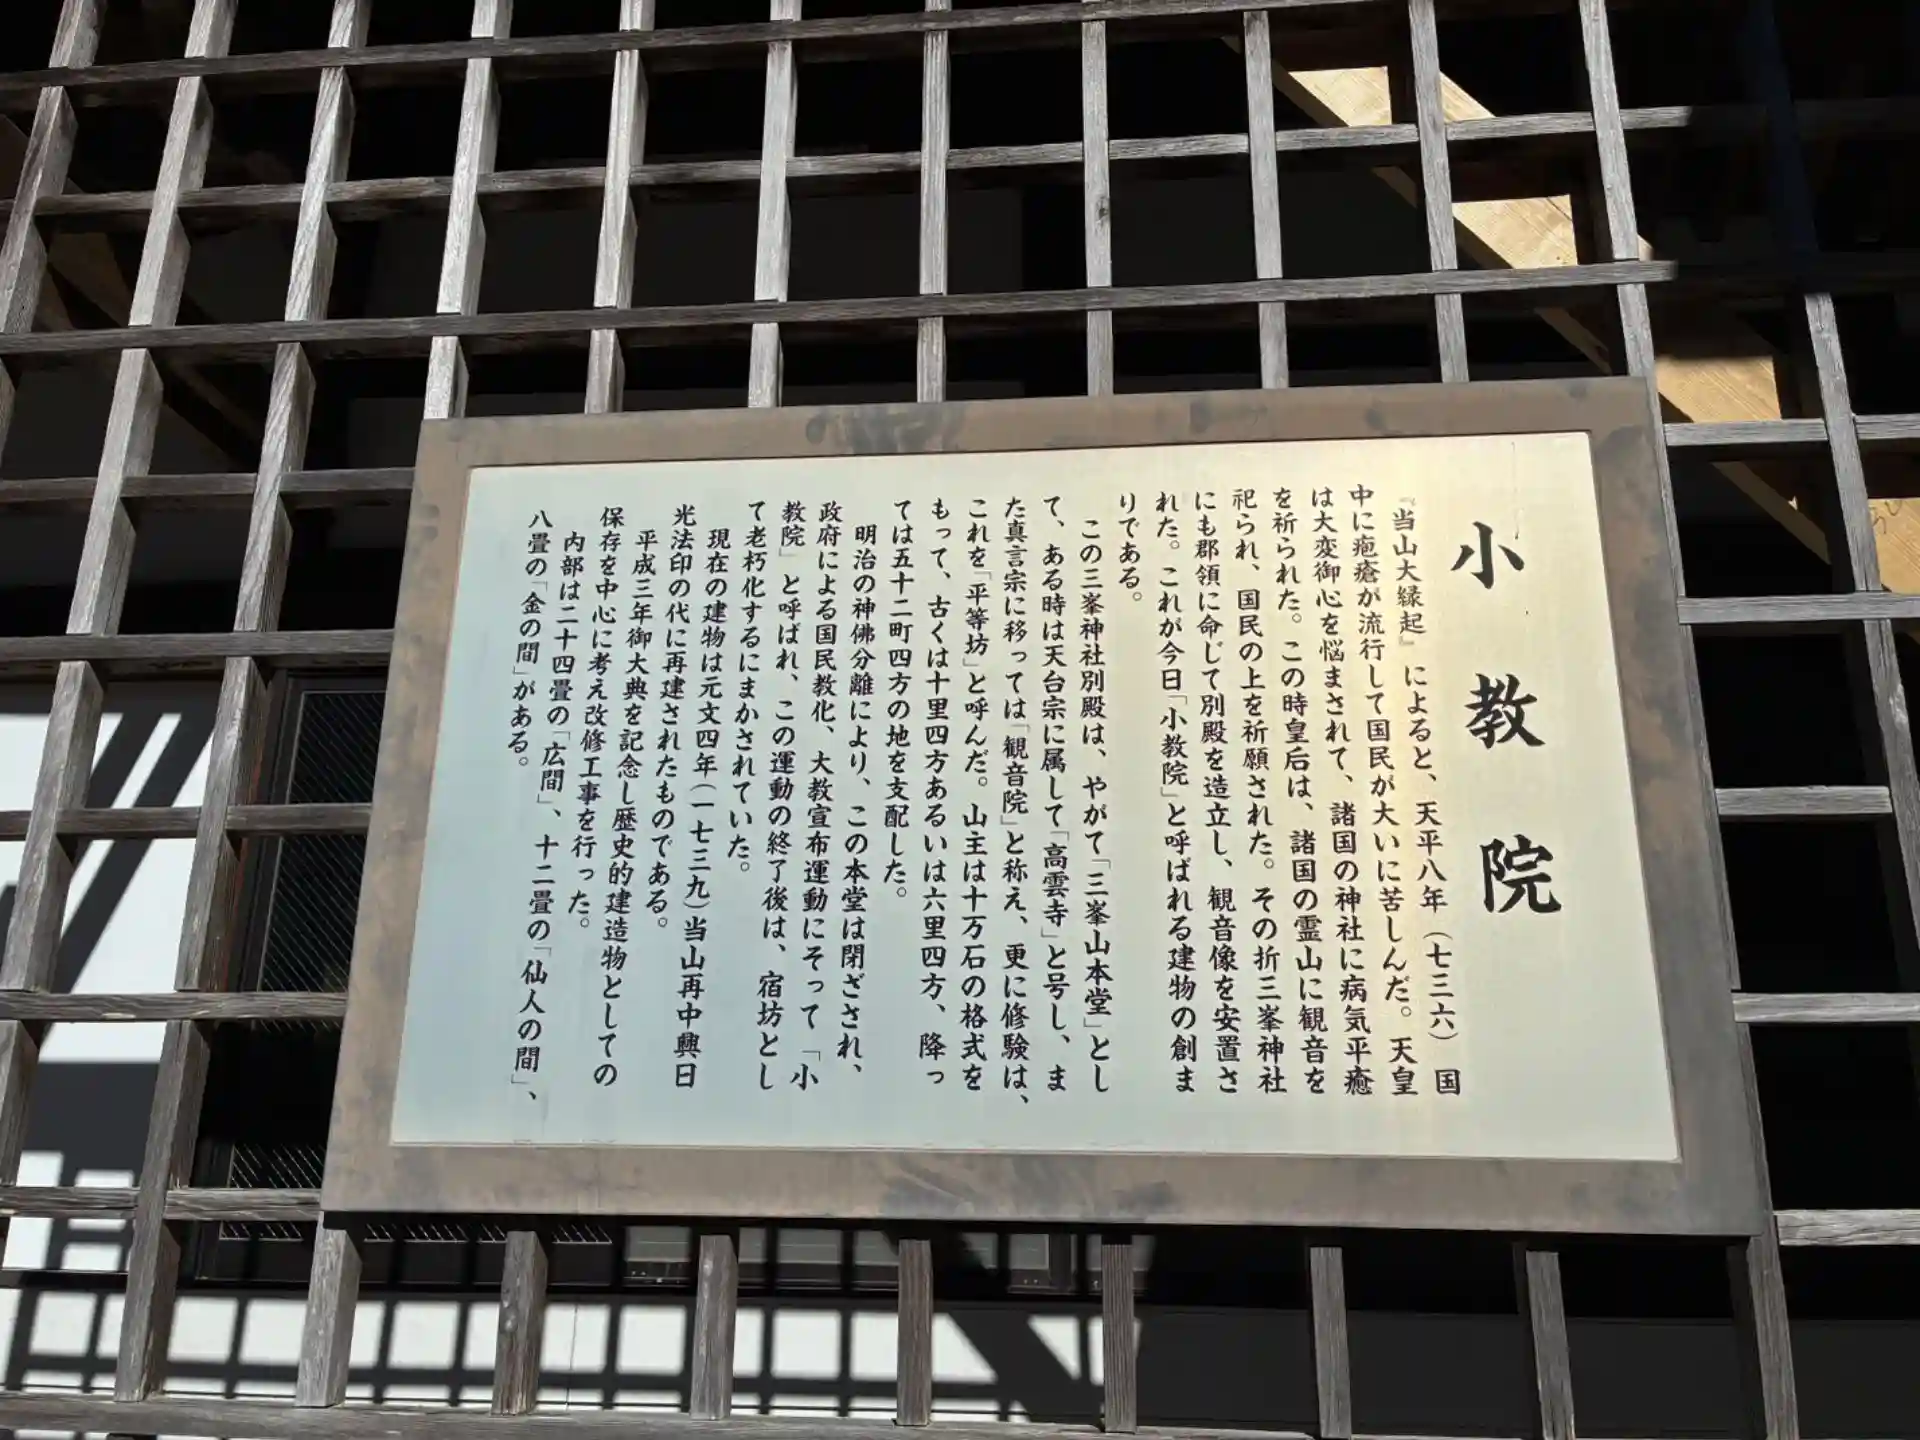 小教院
『当山大縁起』によると、天平八年（七三六）国
中に疱瘡が流行して国民が大いに苦しんだ。天皇
は大変御心を悩まされて、諸国の神社に病気平癒
を祈られた。この時皇后は、諸国の霊山に観音を
祀られ、国民の上を祈願された。その折三峯神社
にも郡領に命じて別殿を造立し、観音像を安置さ
れた。これが今日「小教院」と呼ばれる建物の創ま
りである。
この三峯神社別殿は、やがて「三峯山本堂」とし
て、ある時は天台宗に属して「高雲寺」と号し、ま
た真言宗に移っては「観音院」と称え、更に修験は、
これを「平等坊」と呼んだ。山主は十万石の格式を
もって、古くは十里四方あるいは六里四方、降っ
ては五十二町四方の地を支配した。
明治の神佛分離により、この本堂は閉ざされ、
政府による国民教化、大教宣布運動にそって「小
教院」と呼ばれ、この運動の終了後は、宿坊とし
て老朽化するにまかされていた。
現在の建物は元文四年（一七三九）当山再中興日
光法印の代に再建されたものである。
平成三年御大典を記念し歴史的建造物としての
保存を中心に考え改修工事を行った。
内部は二十四畳の「広間」、十二畳の「仙人の間」、
八畳の「金の間」がある。